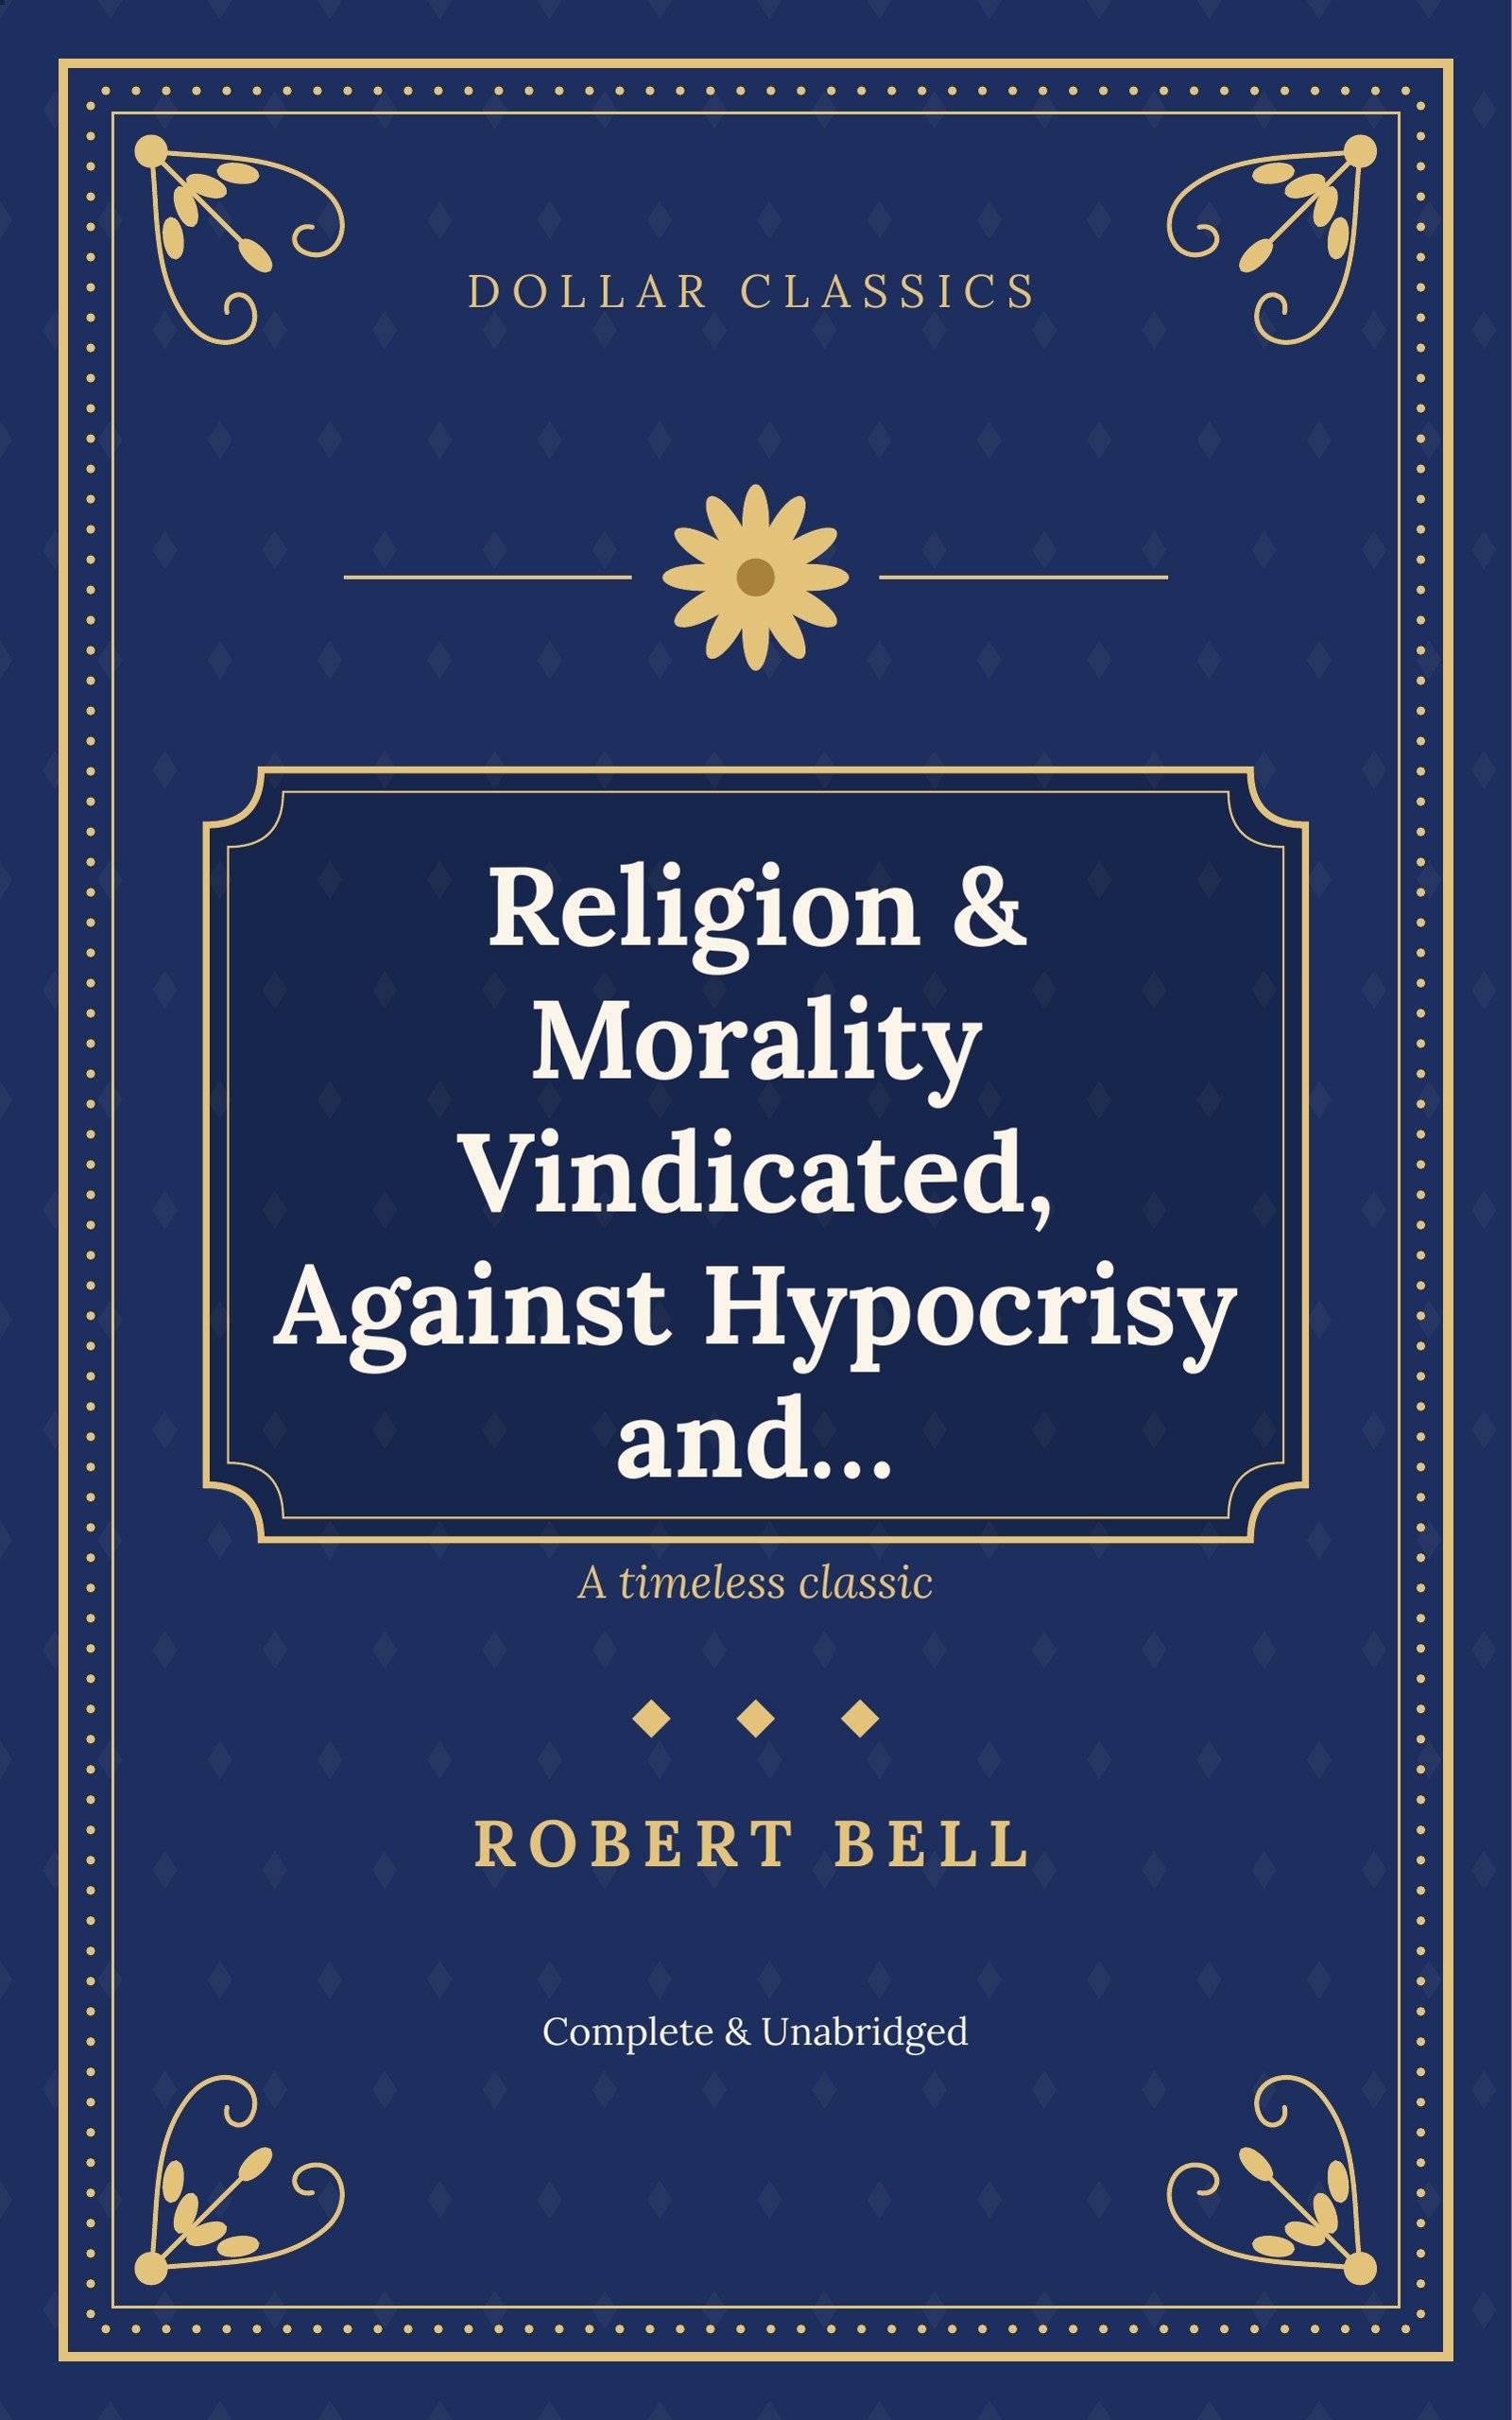 DOLLAR CLASSICS
Religion &
Morality
Vindicated,
Against Hypocrisy
and...
A timeless classic
ROBERT BELL
Complete & Unabridged